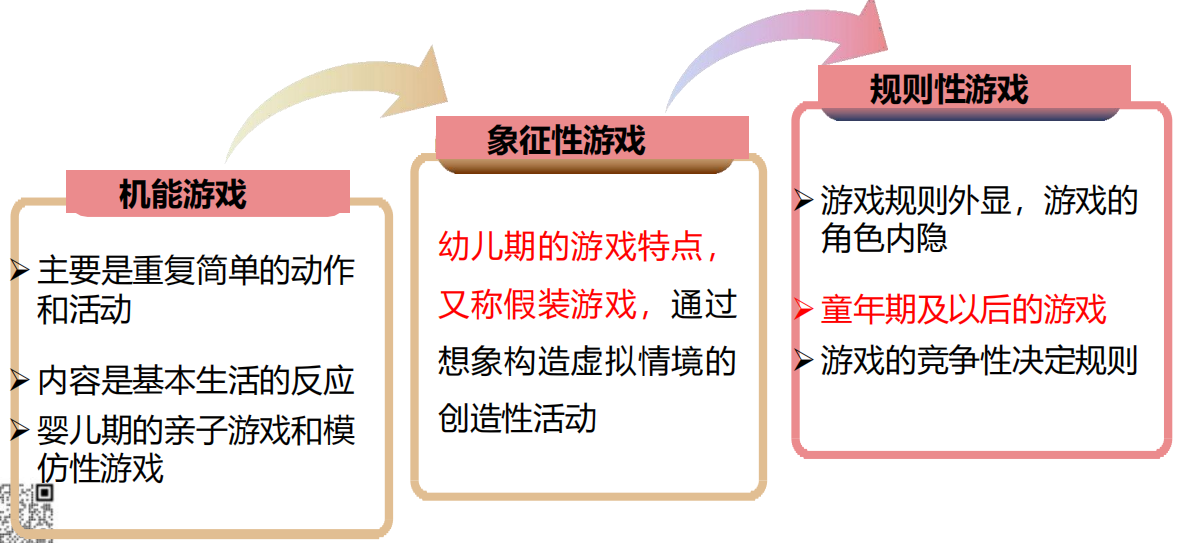 机能游戏
主要是重复简单的动作
和活动
内容是基本生活的反应
婴儿期的亲子游戏和模
仿性游戏
象征性游戏
幼儿期的游戏特点，
又称假装游戏，通过
想象构造虚拟情境的
创造性活动
规则性游戏
游戏规则外显，游戏的
角色内隐
童年期及以后的游戏
游戏的竞争性决定规则